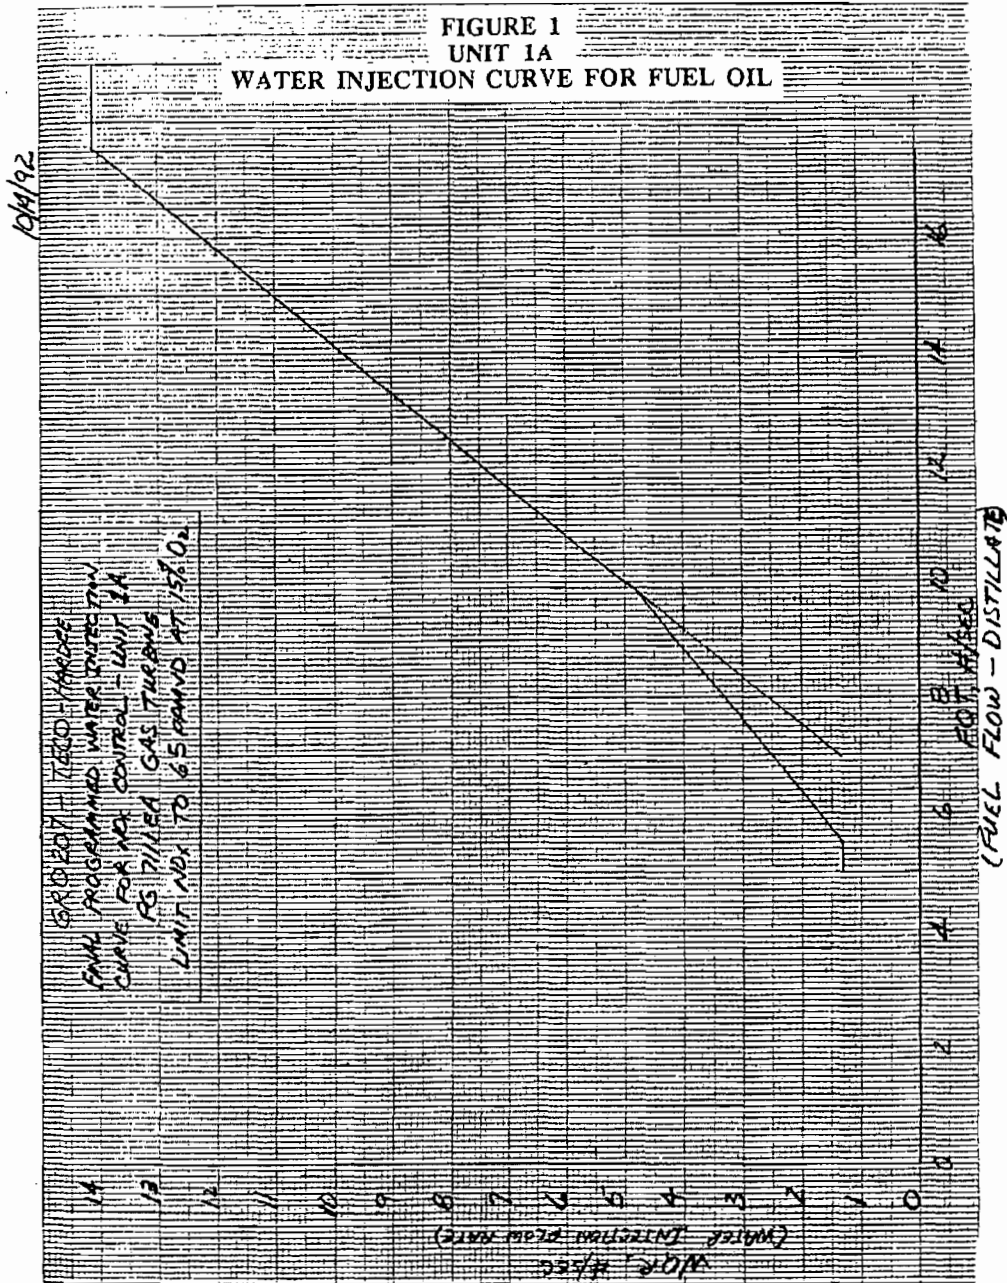 FIGURE 1
UNIT 1A
WATER INJECTION CURVE FOR FUEL OIL
10/14/92
TECO - HARDEE
FINAL PROGRAMMED WATER INJECTION
CURVE FOR NOX CONTROL - UNIT 1A
PG 7111EA GAS TURBINE
LIMIT NOX TO 65 PPMVD AT 15% O2
14
13
12
11
10
9
8
7
6
5
4
3
2
1
0
WQR, #/SEC
(WATER INJECTION FLOW RATE)
0
2
4
6
8
10
12
14
16
FQT, #/SEC
(FUEL FLOW - DISTILLATE)